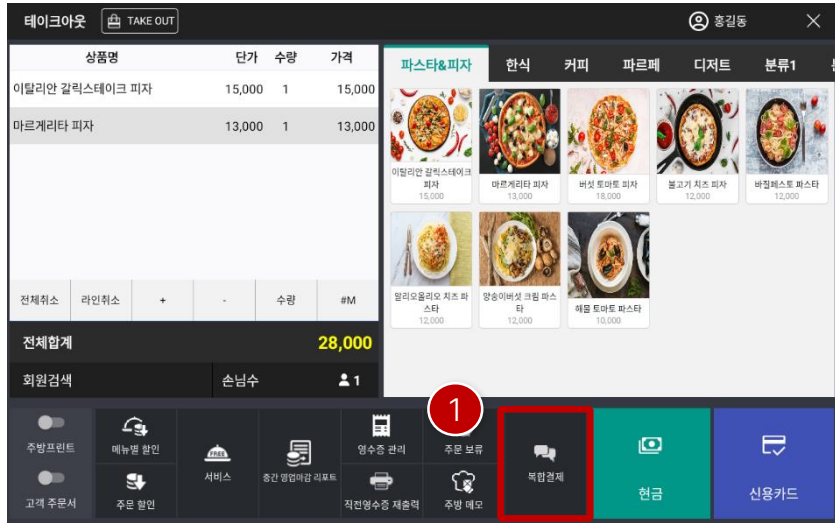 테이크아웃
TAKE OUT
홍길동
상품명 단가 수량 가격
이탈리안 갈릭스테이크 피자 15,000 1 15,000
마르게리타 피자 13,000 1 13,000
전체취소 라인취소 + - 수량 #M
전체합계 28,000
회원검색 손님수 1
파스타&피자 한식 커피 파르페 디저트 분류1
이탈리안 갈릭스테이크
피자
15,000
마르게리타 피자
13,000
버섯 토마토 피자
18,000
불고기 치즈 피자
12,000
바질페스토 파스타
12,000
알리오올리오 치즈 파
스타
12,000
양송이버섯 크림 파스
타
12,000
해물 토마토 파스타
10,000
1
주방프린트
고객 주문서
메뉴별 할인
주문 할인
FREE
서비스
중간 영업마감 리포트
영수증 관리
직전영수증 재출력
주문 보류
주방 메모
복합결제
현금
신용카드